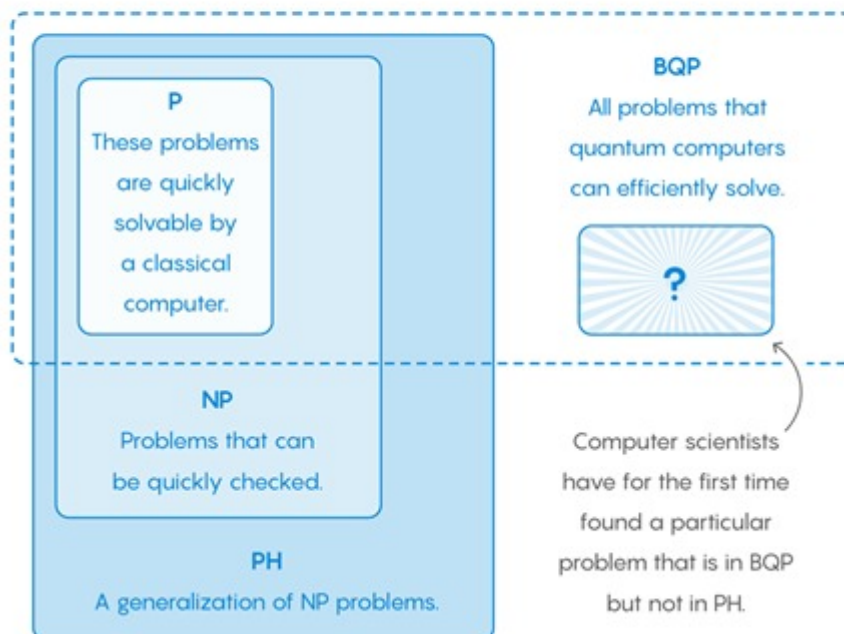 P
These problems
are quickly
solvable by
a classical
computer.
NP
Problems that can
be quickly checked.
PH
A generalization of NP problems.
BQP
All problems that
quantum computers
can efficiently solve.
?
Computer scientists
have for the first time
found a particular
problem that is in BQP
but not in PH.